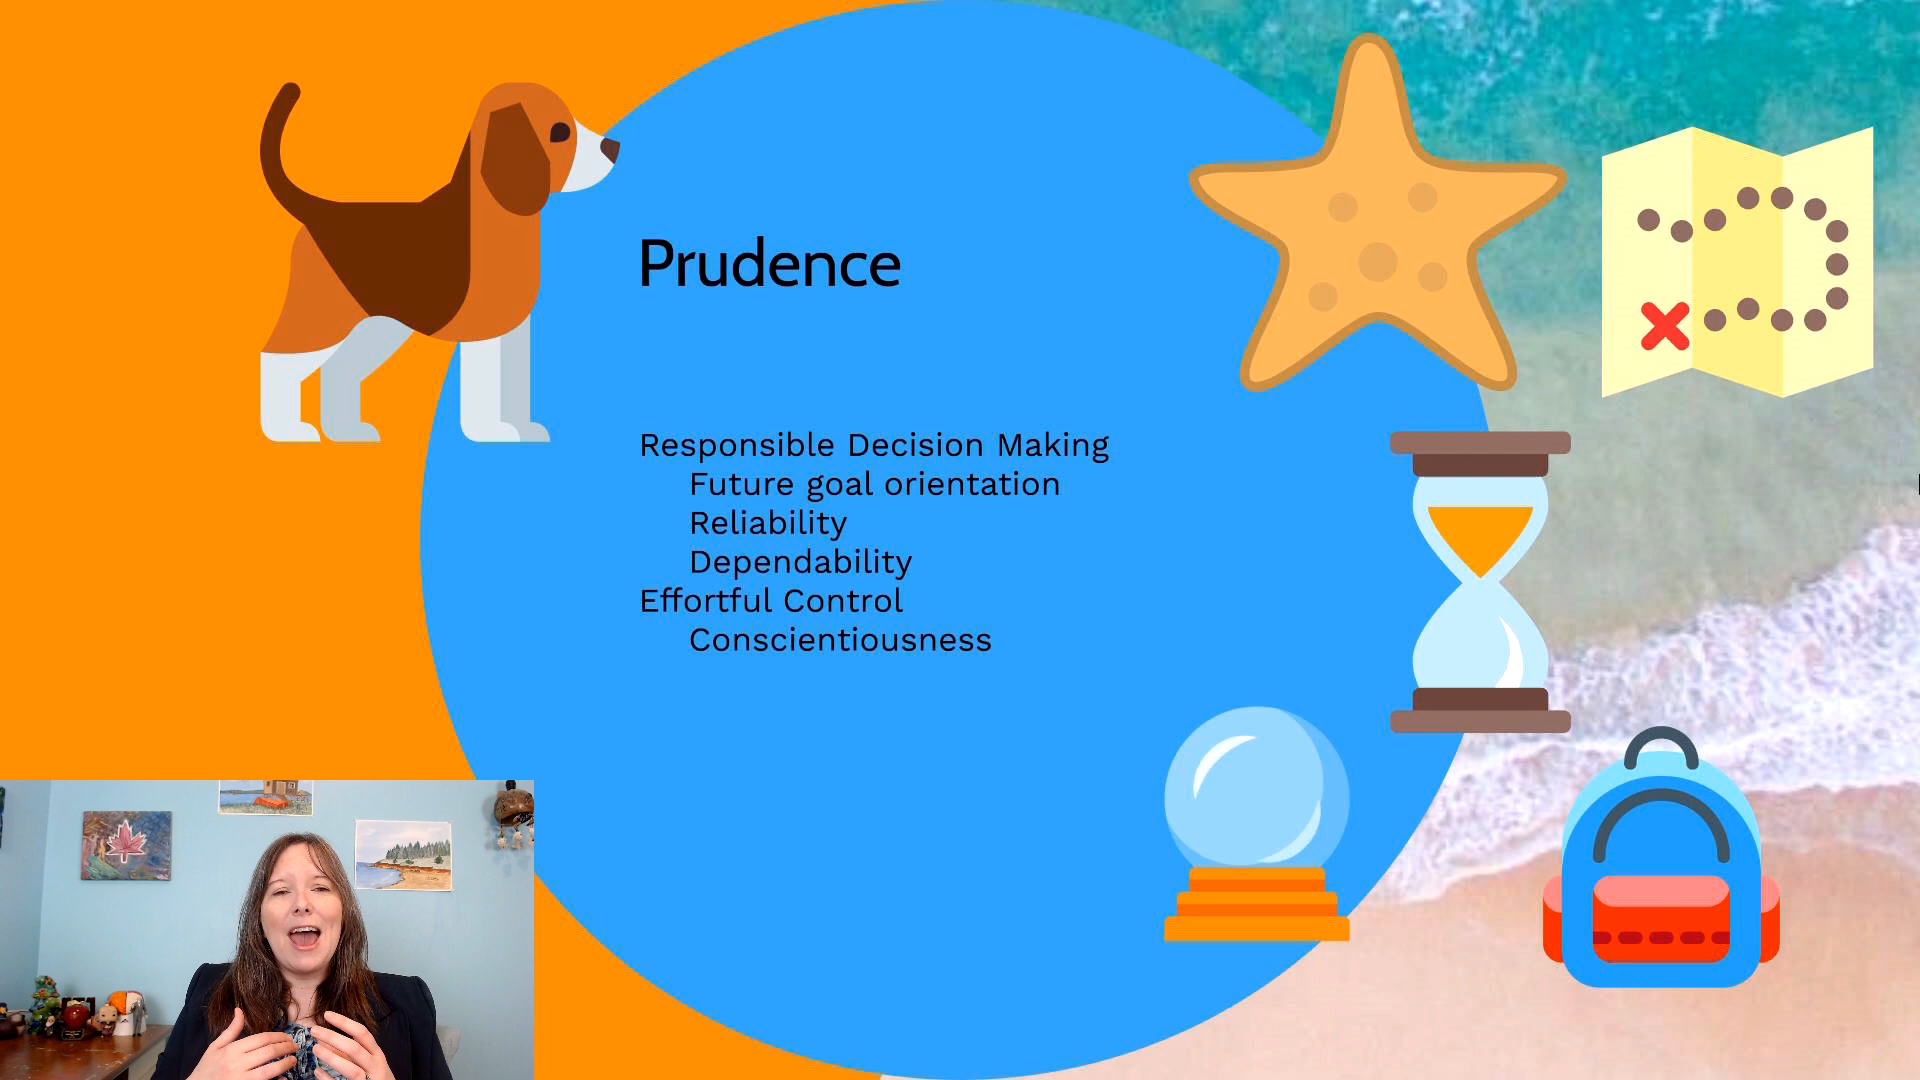 Prudence
Responsible Decision Making
Future goal orientation
Reliability
Dependability
Effortful Control
Conscientiousness